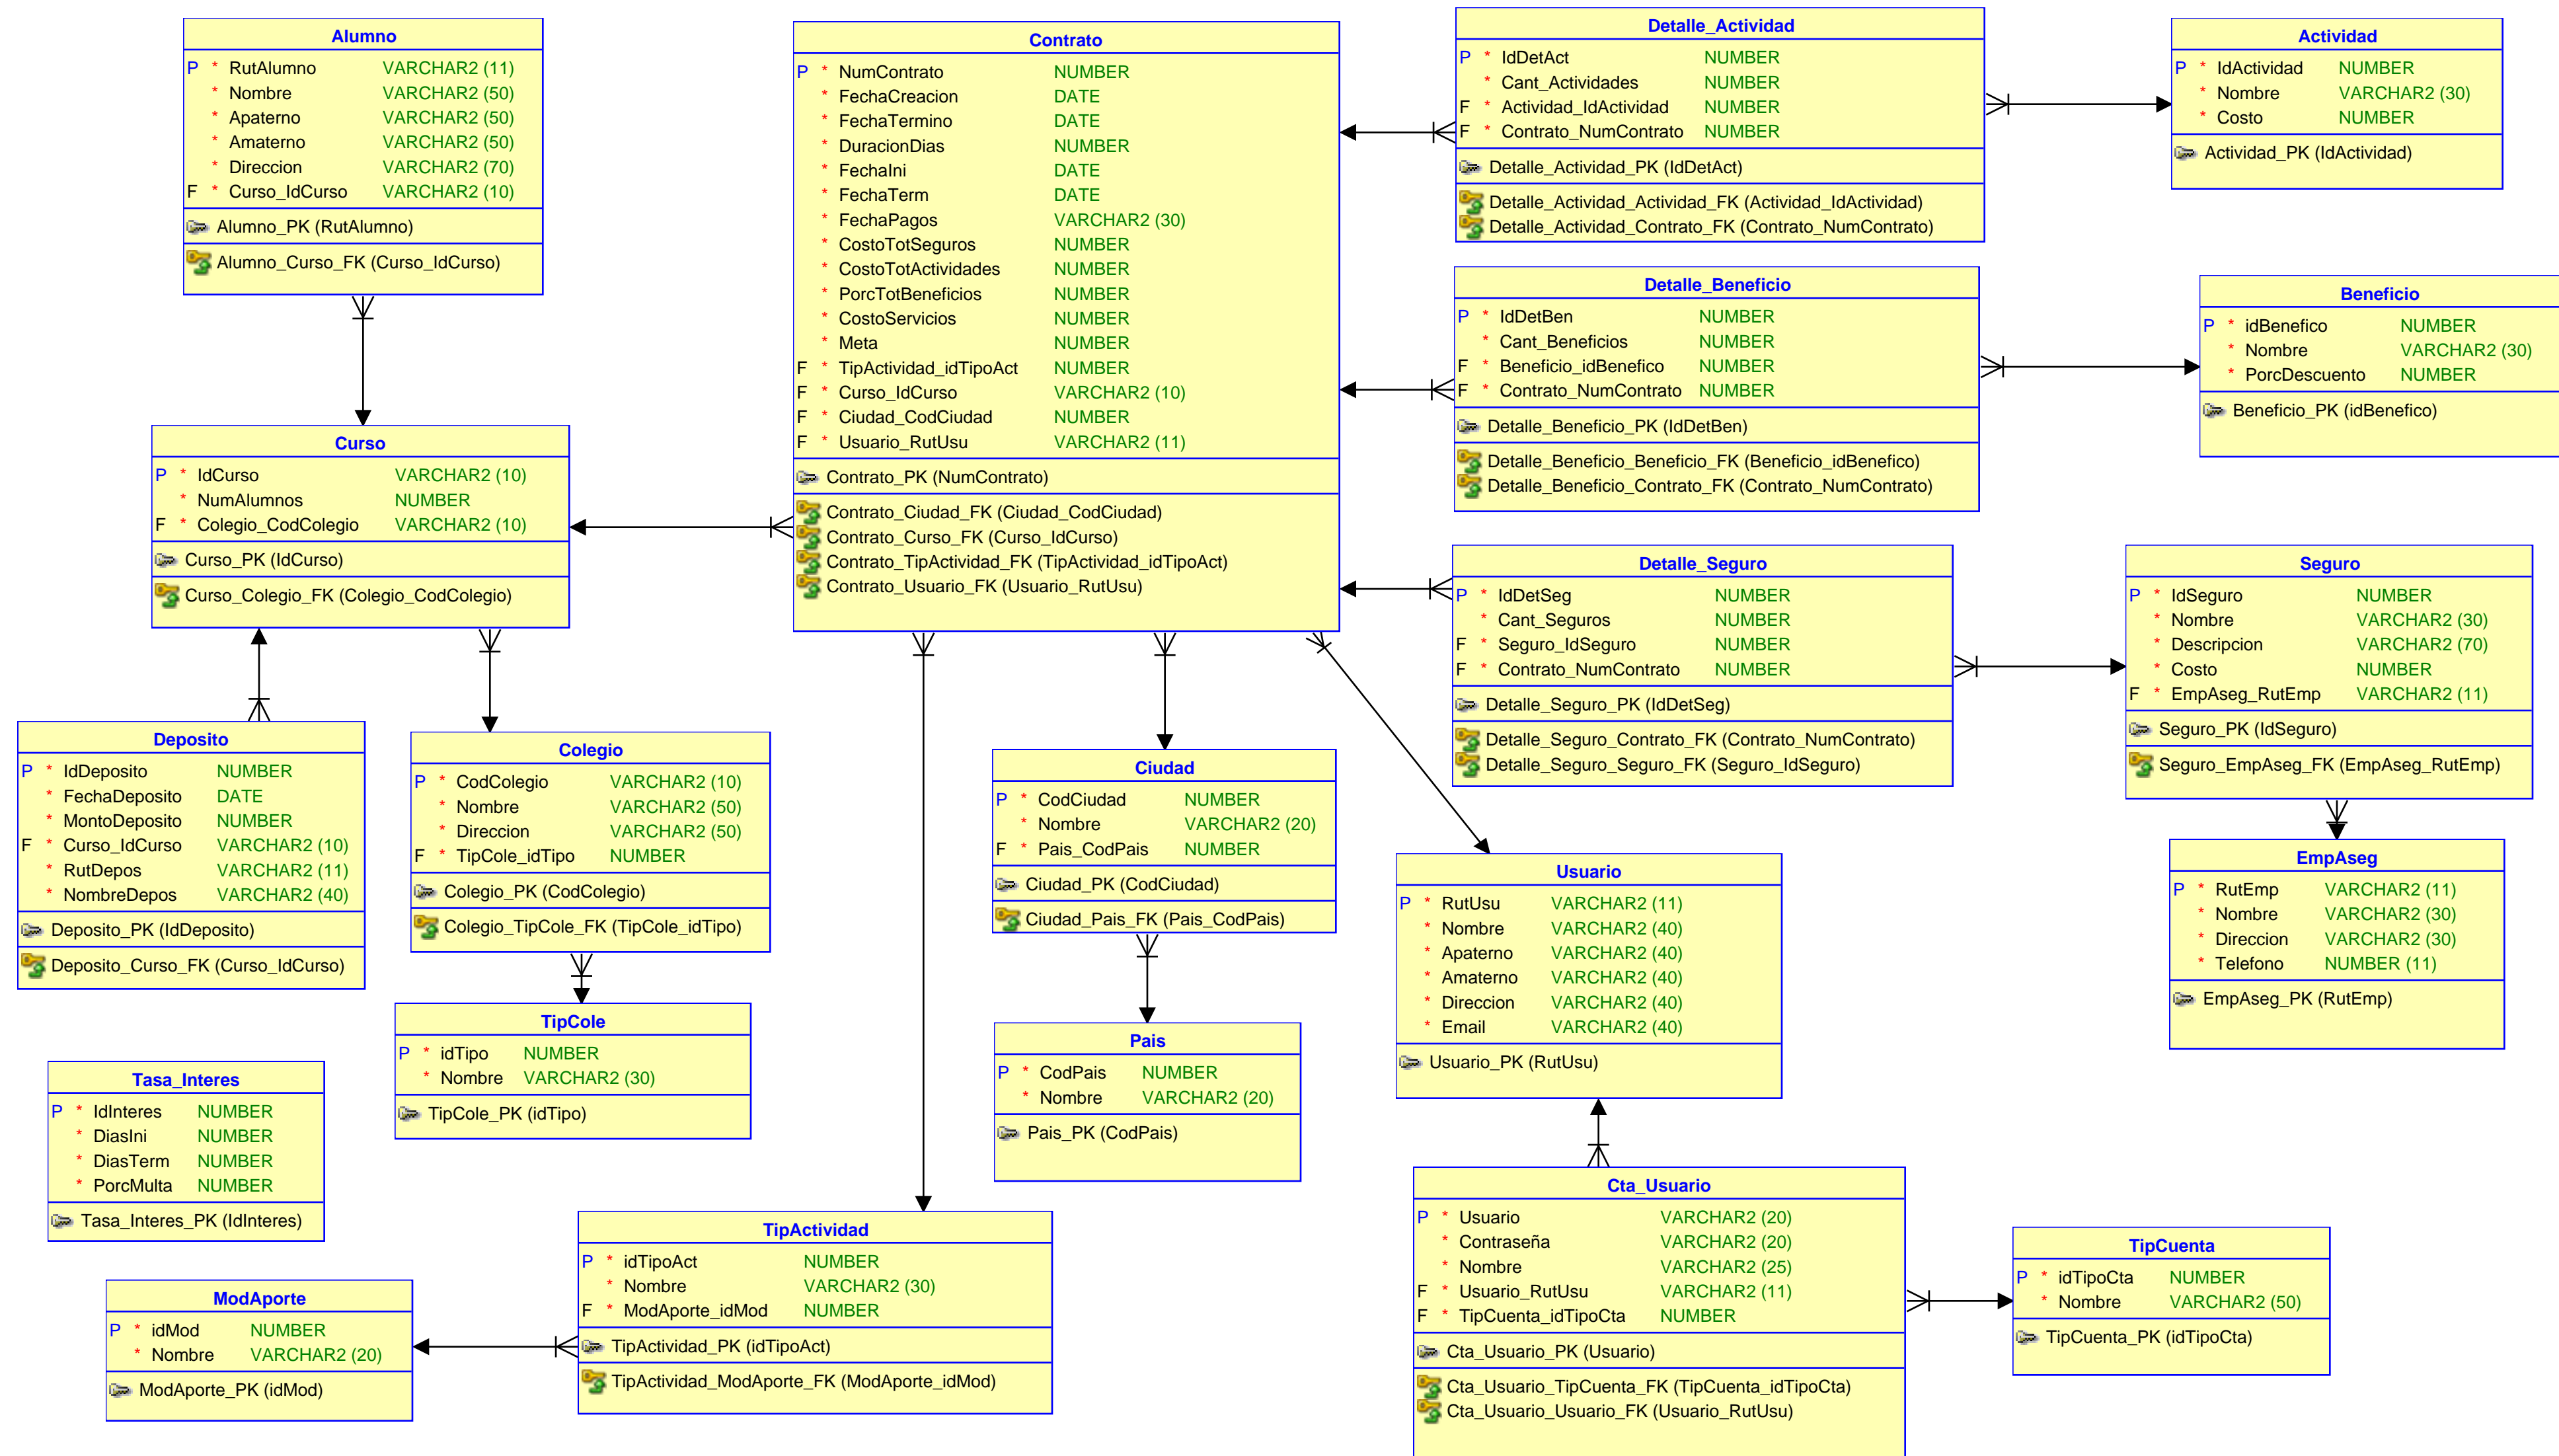 Alumno
P * RutAlumno VARCHAR2 (11)
* Nombre VARCHAR2 (50)
* Apaterno VARCHAR2 (50)
* Amaterno VARCHAR2 (50)
* Direccion VARCHAR2 (70)
F * Curso_IdCurso VARCHAR2 (10)
Alumno_PK (RutAlumno)
Alumno_Curso_FK (Curso_IdCurso)
Contrato
P * NumContrato NUMBER
* FechaCreacion DATE
* FechaTermino DATE
* DuracionDias NUMBER
* FechaIni DATE
* FechaTerm DATE
* FechaPagos VARCHAR2 (30)
* CostoTotSeguros NUMBER
* CostoTotActividades NUMBER
* PorcTotBeneficios NUMBER
* CostoServicios NUMBER
* Meta NUMBER
F * TipActividad_idTipoAct NUMBER
F * Curso_IdCurso VARCHAR2 (10)
F * Ciudad_CodCiudad NUMBER
F * Usuario_RutUsu VARCHAR2 (11)
Contrato_PK (NumContrato)
Contrato_Ciudad_FK (Ciudad_CodCiudad)
Contrato_Curso_FK (Curso_IdCurso)
Contrato_TipActividad_FK (TipActividad_idTipoAct)
Contrato_Usuario_FK (Usuario_RutUsu)
Detalle_Actividad
P * IdDetAct NUMBER
* Cant_Actividades NUMBER
F * Actividad_IdActividad NUMBER
F * Contrato_NumContrato NUMBER
Detalle_Actividad_PK (IdDetAct)
Detalle_Actividad_Actividad_FK (Actividad_IdActividad)
Detalle_Actividad_Contrato_FK (Contrato_NumContrato)
Actividad
P * IdActividad NUMBER
* Nombre VARCHAR2 (30)
* Costo NUMBER
Actividad_PK (IdActividad)
Detalle_Beneficio
P * IdDetBen NUMBER
* Cant_Beneficios NUMBER
F * Beneficio_idBenefico NUMBER
F * Contrato_NumContrato NUMBER
Detalle_Beneficio_PK (IdDetBen)
Detalle_Beneficio_Beneficio_FK (Beneficio_idBenefico)
Detalle_Beneficio_Contrato_FK (Contrato_NumContrato)
Beneficio
P * idBenefico NUMBER
* Nombre VARCHAR2 (30)
* PorcDescuento NUMBER
Beneficio_PK (idBenefico)
Curso
P * IdCurso VARCHAR2 (10)
* NumAlumnos NUMBER
F * Colegio_CodColegio VARCHAR2 (10)
Curso_PK (IdCurso)
Curso_Colegio_FK (Colegio_CodColegio)
Detalle_Seguro
P * IdDetSeg NUMBER
* Cant_Seguros NUMBER
F * Seguro_IdSeguro NUMBER
F * Contrato_NumContrato NUMBER
Detalle_Seguro_PK (IdDetSeg)
Detalle_Seguro_Contrato_FK (Contrato_NumContrato)
Detalle_Seguro_Seguro_FK (Seguro_IdSeguro)
Seguro
P * IdSeguro NUMBER
* Nombre VARCHAR2 (30)
* Descripcion VARCHAR2 (70)
* Costo NUMBER
F * EmpAseg_RutEmp VARCHAR2 (11)
Seguro_PK (IdSeguro)
Seguro_EmpAseg_FK (EmpAseg_RutEmp)
Deposito
P * IdDeposito NUMBER
* FechaDeposito DATE
* MontoDeposito NUMBER
F * Curso_IdCurso VARCHAR2 (10)
* RutDepos VARCHAR2 (11)
* NombreDepos VARCHAR2 (40)
Deposito_PK (IdDeposito)
Deposito_Curso_FK (Curso_IdCurso)
Colegio
P * CodColegio VARCHAR2 (10)
* Nombre VARCHAR2 (50)
* Direccion VARCHAR2 (50)
F * TipCole_idTipo NUMBER
Colegio_PK (CodColegio)
Colegio_TipCole_FK (TipCole_idTipo)
Ciudad
P * CodCiudad NUMBER
* Nombre VARCHAR2 (20)
F * Pais_CodPais NUMBER
Ciudad_PK (CodCiudad)
Ciudad_Pais_FK (Pais_CodPais)
Usuario
P * RutUsu VARCHAR2 (11)
* Nombre VARCHAR2 (40)
* Apaterno VARCHAR2 (40)
* Amaterno VARCHAR2 (40)
* Direccion VARCHAR2 (40)
* Email VARCHAR2 (40)
Usuario_PK (RutUsu)
EmpAseg
P * RutEmp VARCHAR2 (11)
* Nombre VARCHAR2 (30)
* Direccion VARCHAR2 (30)
* Telefono NUMBER (11)
EmpAseg_PK (RutEmp)
TipCole
P * idTipo NUMBER
* Nombre VARCHAR2 (30)
TipCole_PK (idTipo)
Pais
P * CodPais NUMBER
* Nombre VARCHAR2 (20)
Pais_PK (CodPais)
Tasa_Interes
P * IdInteres NUMBER
* DiasIni NUMBER
* DiasTerm NUMBER
* PorcMulta NUMBER
Tasa_Interes_PK (IdInteres)
TipActividad
P * idTipoAct NUMBER
* Nombre VARCHAR2 (30)
F * ModAporte_idMod NUMBER
TipActividad_PK (idTipoAct)
TipActividad_ModAporte_FK (ModAporte_idMod)
ModAporte
P * idMod NUMBER
* Nombre VARCHAR2 (20)
ModAporte_PK (idMod)
Cta_Usuario
P * Usuario VARCHAR2 (20)
* Contraseña VARCHAR2 (20)
* Nombre VARCHAR2 (25)
F * Usuario_RutUsu VARCHAR2 (11)
F * TipCuenta_idTipoCta NUMBER
Cta_Usuario_PK (Usuario)
Cta_Usuario_TipCuenta_FK (TipCuenta_idTipoCta)
Cta_Usuario_Usuario_FK (Usuario_RutUsu)
TipCuenta
P * idTipoCta NUMBER
* Nombre VARCHAR2 (50)
TipCuenta_PK (idTipoCta)